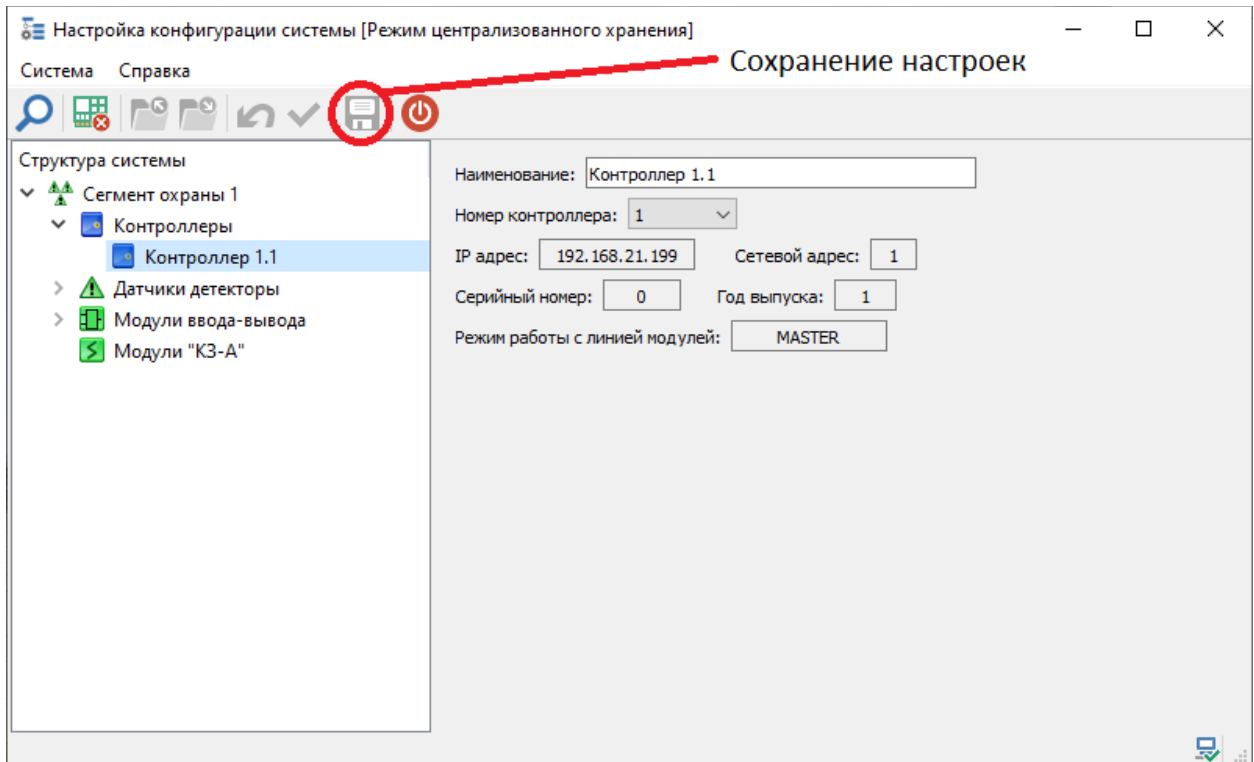 Настройка конфигурации системы [Режим централизованного хранения]
Система Справка
Сохранение настроек
Структура системы
Сегмент охраны 1
Контроллеры
Контроллер 1.1
Датчики детекторы
Модули ввода-вывода
Модули "КЗ-А"
Наименование: Контроллер 1.1
Номер контроллера: 1
IP адрес: 192.168.21.199 Сетевой адрес: 1
Серийный номер: 0 Год выпуска: 1
Режим работы с линией модулей: MASTER